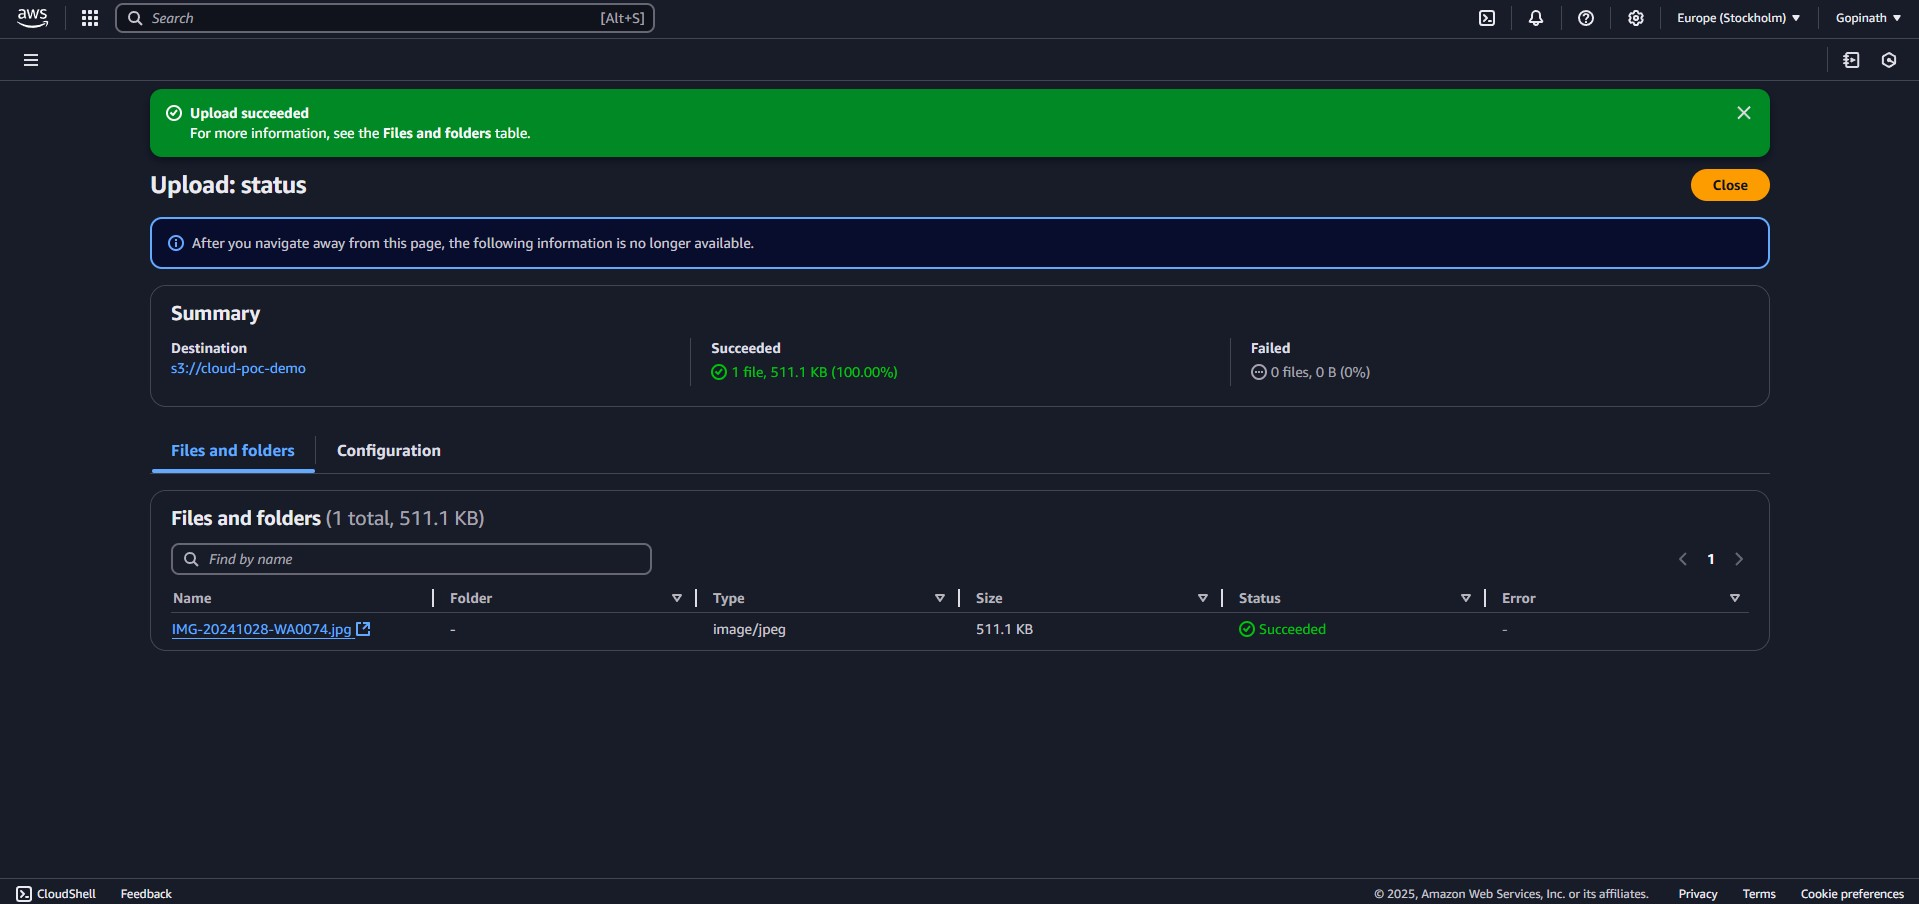 aws
Search [Alt+S]
Europe (Stockholm)
Gopinath
Upload succeeded
For more information, see the Files and folders table.
Upload: status
Close
After you navigate away from this page, the following information is no longer available.
Summary
Destination
s3://cloud-poc-demo
Succeeded
1 file, 511.1 KB (100.00%)
Failed
0 files, 0 B (0%)
Files and folders
Configuration
Files and folders (1 total, 511.1 KB)
Find by name
1
Name Folder Type Size Status Error
IMG-20241028-WA0074.jpg - image/jpeg 511.1 KB Succeeded -
CloudShell Feedback © 2025, Amazon Web Services, Inc. or its affiliates. Privacy Terms Cookie preferences